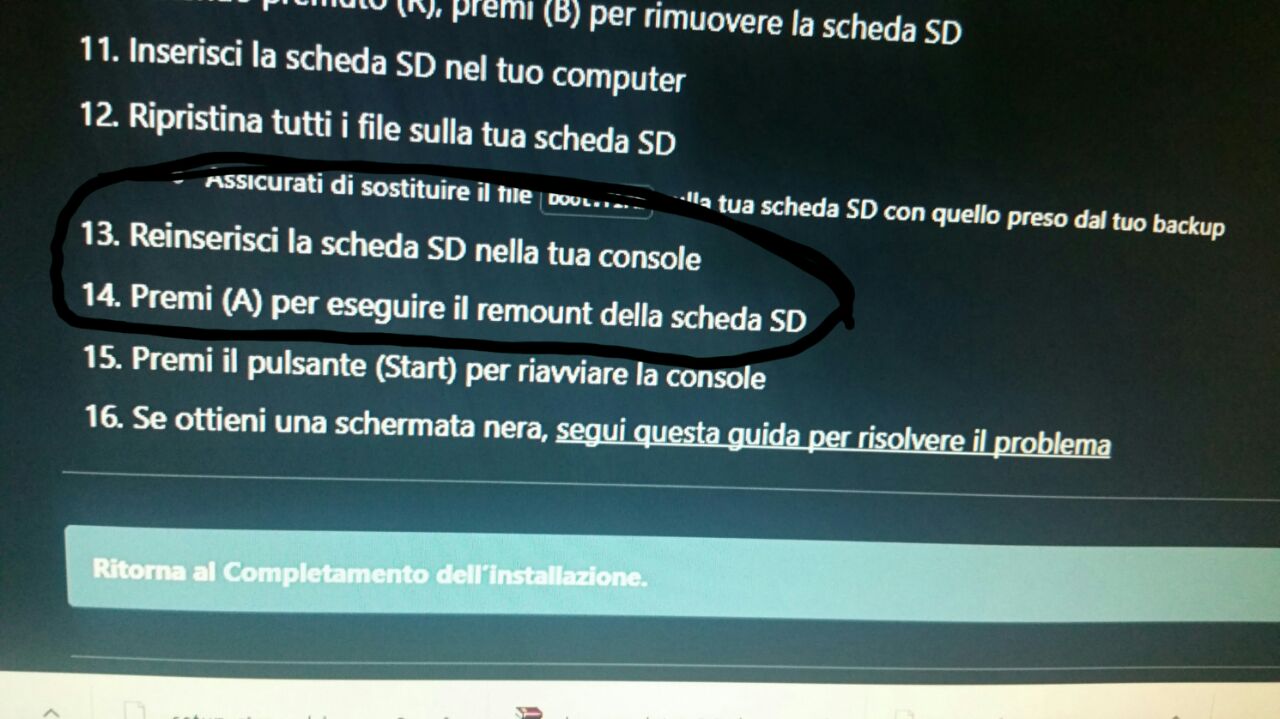 premuto (R), premi (B) per rimuovere la scheda SD
11. Inserisci la scheda SD nel tuo computer
12. Ripristina tutti i file sulla tua scheda SD
Assicurati di sostituire il file tua scheda SD con quello preso dal tuo backup
13. Reinserisci la scheda SD nella tua console
14. Premi (A) per eseguire il remount della scheda SD
15. Premi il pulsante (Start) per riavviare la console
16. Se ottieni una schermata nera, segui questa guida per risolvere il problema
Ritorna al Completamento dell'installazione.